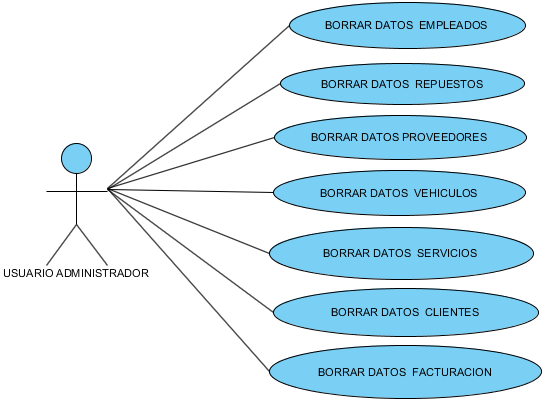 BORRAR DATOS EMPLEADOS
BORRAR DATOS REPUESTOS
BORRAR DATOS PROVEEDORES
BORRAR DATOS VEHICULOS
BORRAR DATOS SERVICIOS
USUARIO ADMINISTRADOR
BORRAR DATOS CLIENTES
BORRAR DATOS FACTURACION